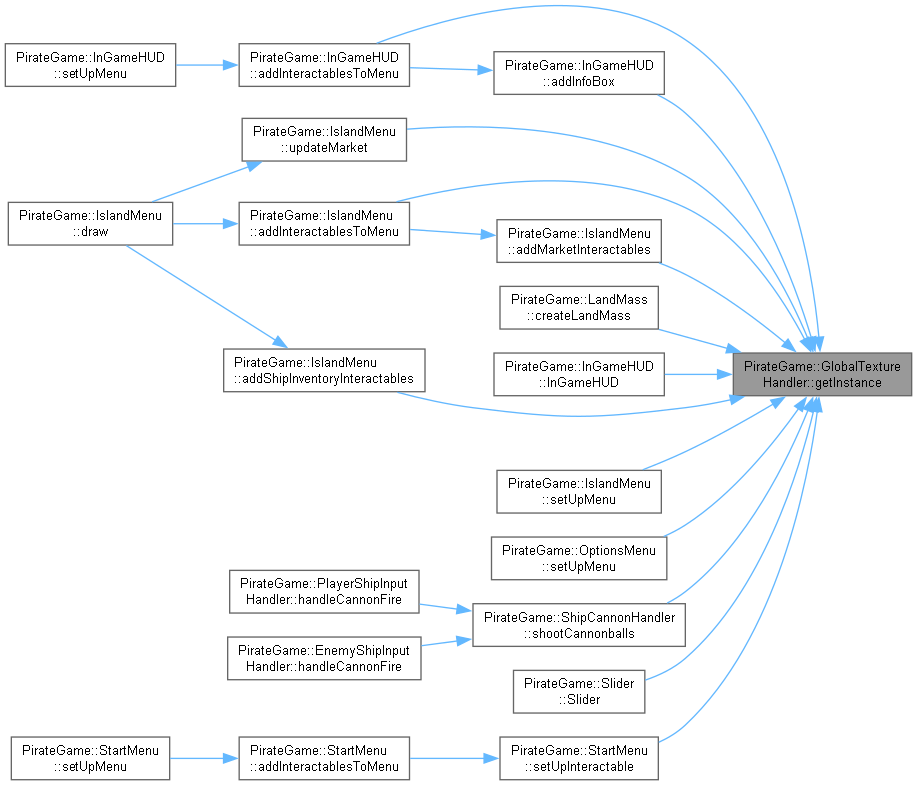 PirateGame::InGameHUD
::setUpMenu
PirateGame::InGameHUD
::addInteractablesToMenu
PirateGame::InGameHUD
::addInfoBox
PirateGame::IslandMenu
::updateMarket
PirateGame::IslandMenu
::draw
PirateGame::IslandMenu
::addInteractablesToMenu
PirateGame::IslandMenu
::addMarketInteractables
PirateGame::LandMass
::createLandMass
PirateGame::IslandMenu
::addShipInventoryInteractables
PirateGame::InGameHUD
::InGameHUD
PirateGame::GlobalTexture
Handler::getInstance
PirateGame::IslandMenu
::setUpMenu
PirateGame::OptionsMenu
::setUpMenu
PirateGame::PlayerShipInput
Handler::handleCannonFire
PirateGame::ShipCannonHandler
::shootCannonballs
PirateGame::EnemyShipInput
Handler::handleCannonFire
PirateGame::Slider
::Slider
PirateGame::StartMenu
::setUpMenu
PirateGame::StartMenu
::addInteractablesToMenu
PirateGame::StartMenu
::setUpInteractable